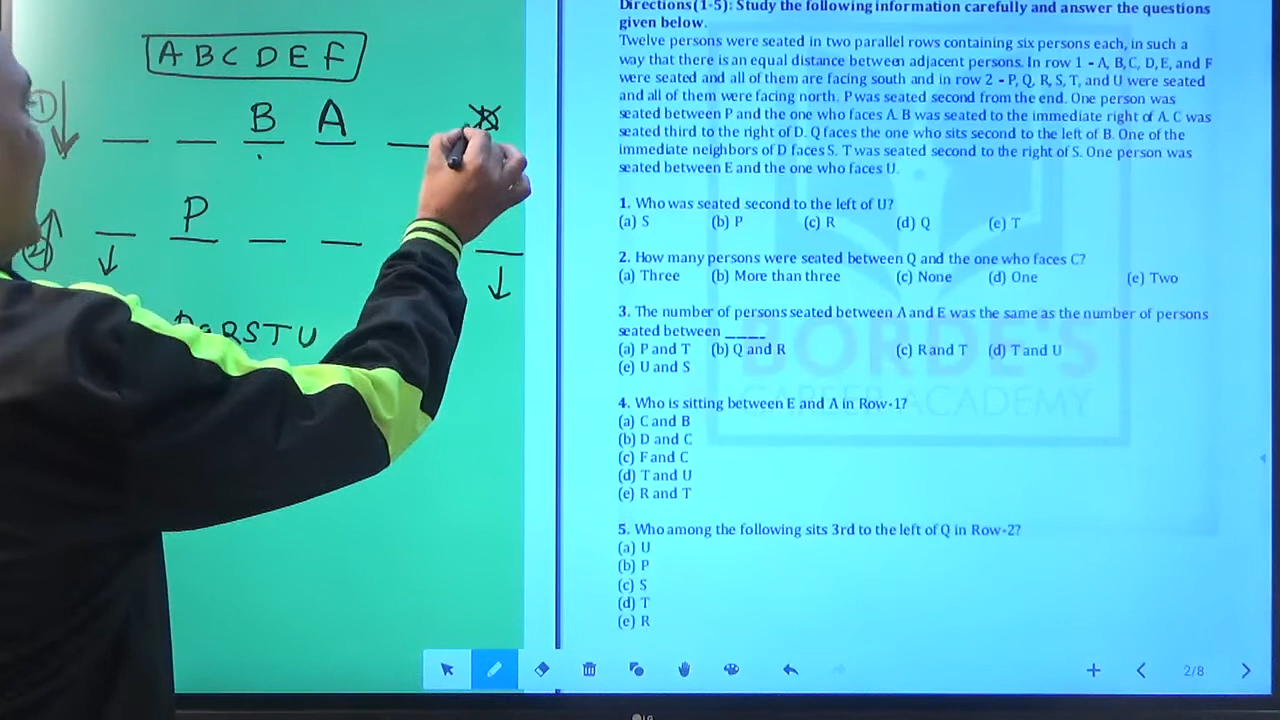 A B C D E F
1
B A
P
2
RSTU
Directions(1-5): Study the following information carefully and answer the questions
given below.
Twelve persons were seated in two parallel rows containing six persons each, in such a
way that there is an equal distance between adjacent persons. In row 1 - A, B, C, D, E, and F
were seated and all of them are facing south and in row 2 - P, Q, R, S, T, and U were seated
and all of them were facing north. P was seated second from the end. One person was
seated between P and the one who faces A. B was seated to the immediate right of A. C was
seated third to the right of D. Q faces the one who sits second to the left of B. One of the
immediate neighbors of D faces S. T was seated second to the right of S. One person was
seated between E and the one who faces U.
1. Who was seated second to the left of U?
(a) S (b) P (c) R (d) Q (e) T
2. How many persons were seated between Q and the one who faces C?
(a) Three (b) More than three (c) None (d) One (e) Two
3. The number of persons seated between A and E was the same as the number of persons
seated between ____
(a) P and T (b) Q and R (c) R and T (d) T and U
(e) U and S
4. Who is sitting between E and A in Row-1?
(a) C and B
(b) D and C
(c) F and C
(d) T and U
(e) R and T
5. Who among the following sits 3rd to the left of Q in Row-2?
(a) U
(b) P
(c) S
(d) T
(e) R
BORDE'S
CAREER ACADEMY
2/8
LG